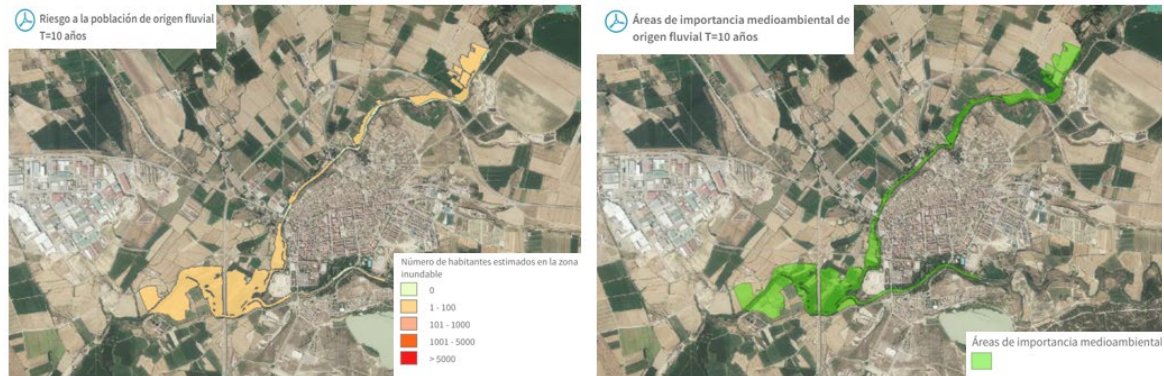 Riesgo a la población de origen fluvial
T=10 años
Número de habitantes estimados en la zona
inundable
0
1 - 100
101 - 1000
1001 - 5000
> 5000
Áreas de importancia medioambiental de
origen fluvial T=10 años
Áreas de importancia medioambiental